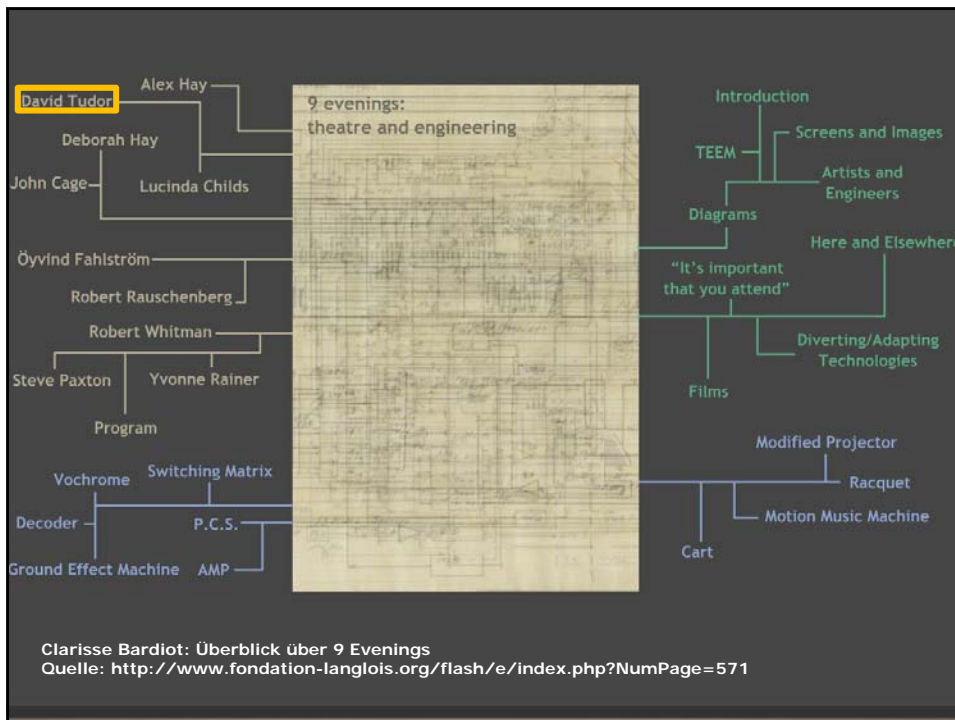 Alex Hay
David Tudor
Deborah Hay
John Cage
Lucinda Childs
Öyvind Fahlström
Robert Rauschenberg
Robert Whitman
Steve Paxton
Yvonne Rainer
Program
Switching Matrix
Vochrome
Decoder
P.C.S.
Ground Effect Machine
AMP
9 evenings:
theatre and engineering
Introduction
Screens and Images
TEEM
Artists and
Engineers
Diagrams
Here and Elsewhere
“It's important
that you attend”
Diverting/Adapting
Technologies
Films
Modified Projector
Racquet
Motion Music Machine
Cart
Clarisse Bardiot: Überblick über 9 Evenings
Quelle: http://www.fondation-langlois.org/flash/e/index.php?NumPage=571